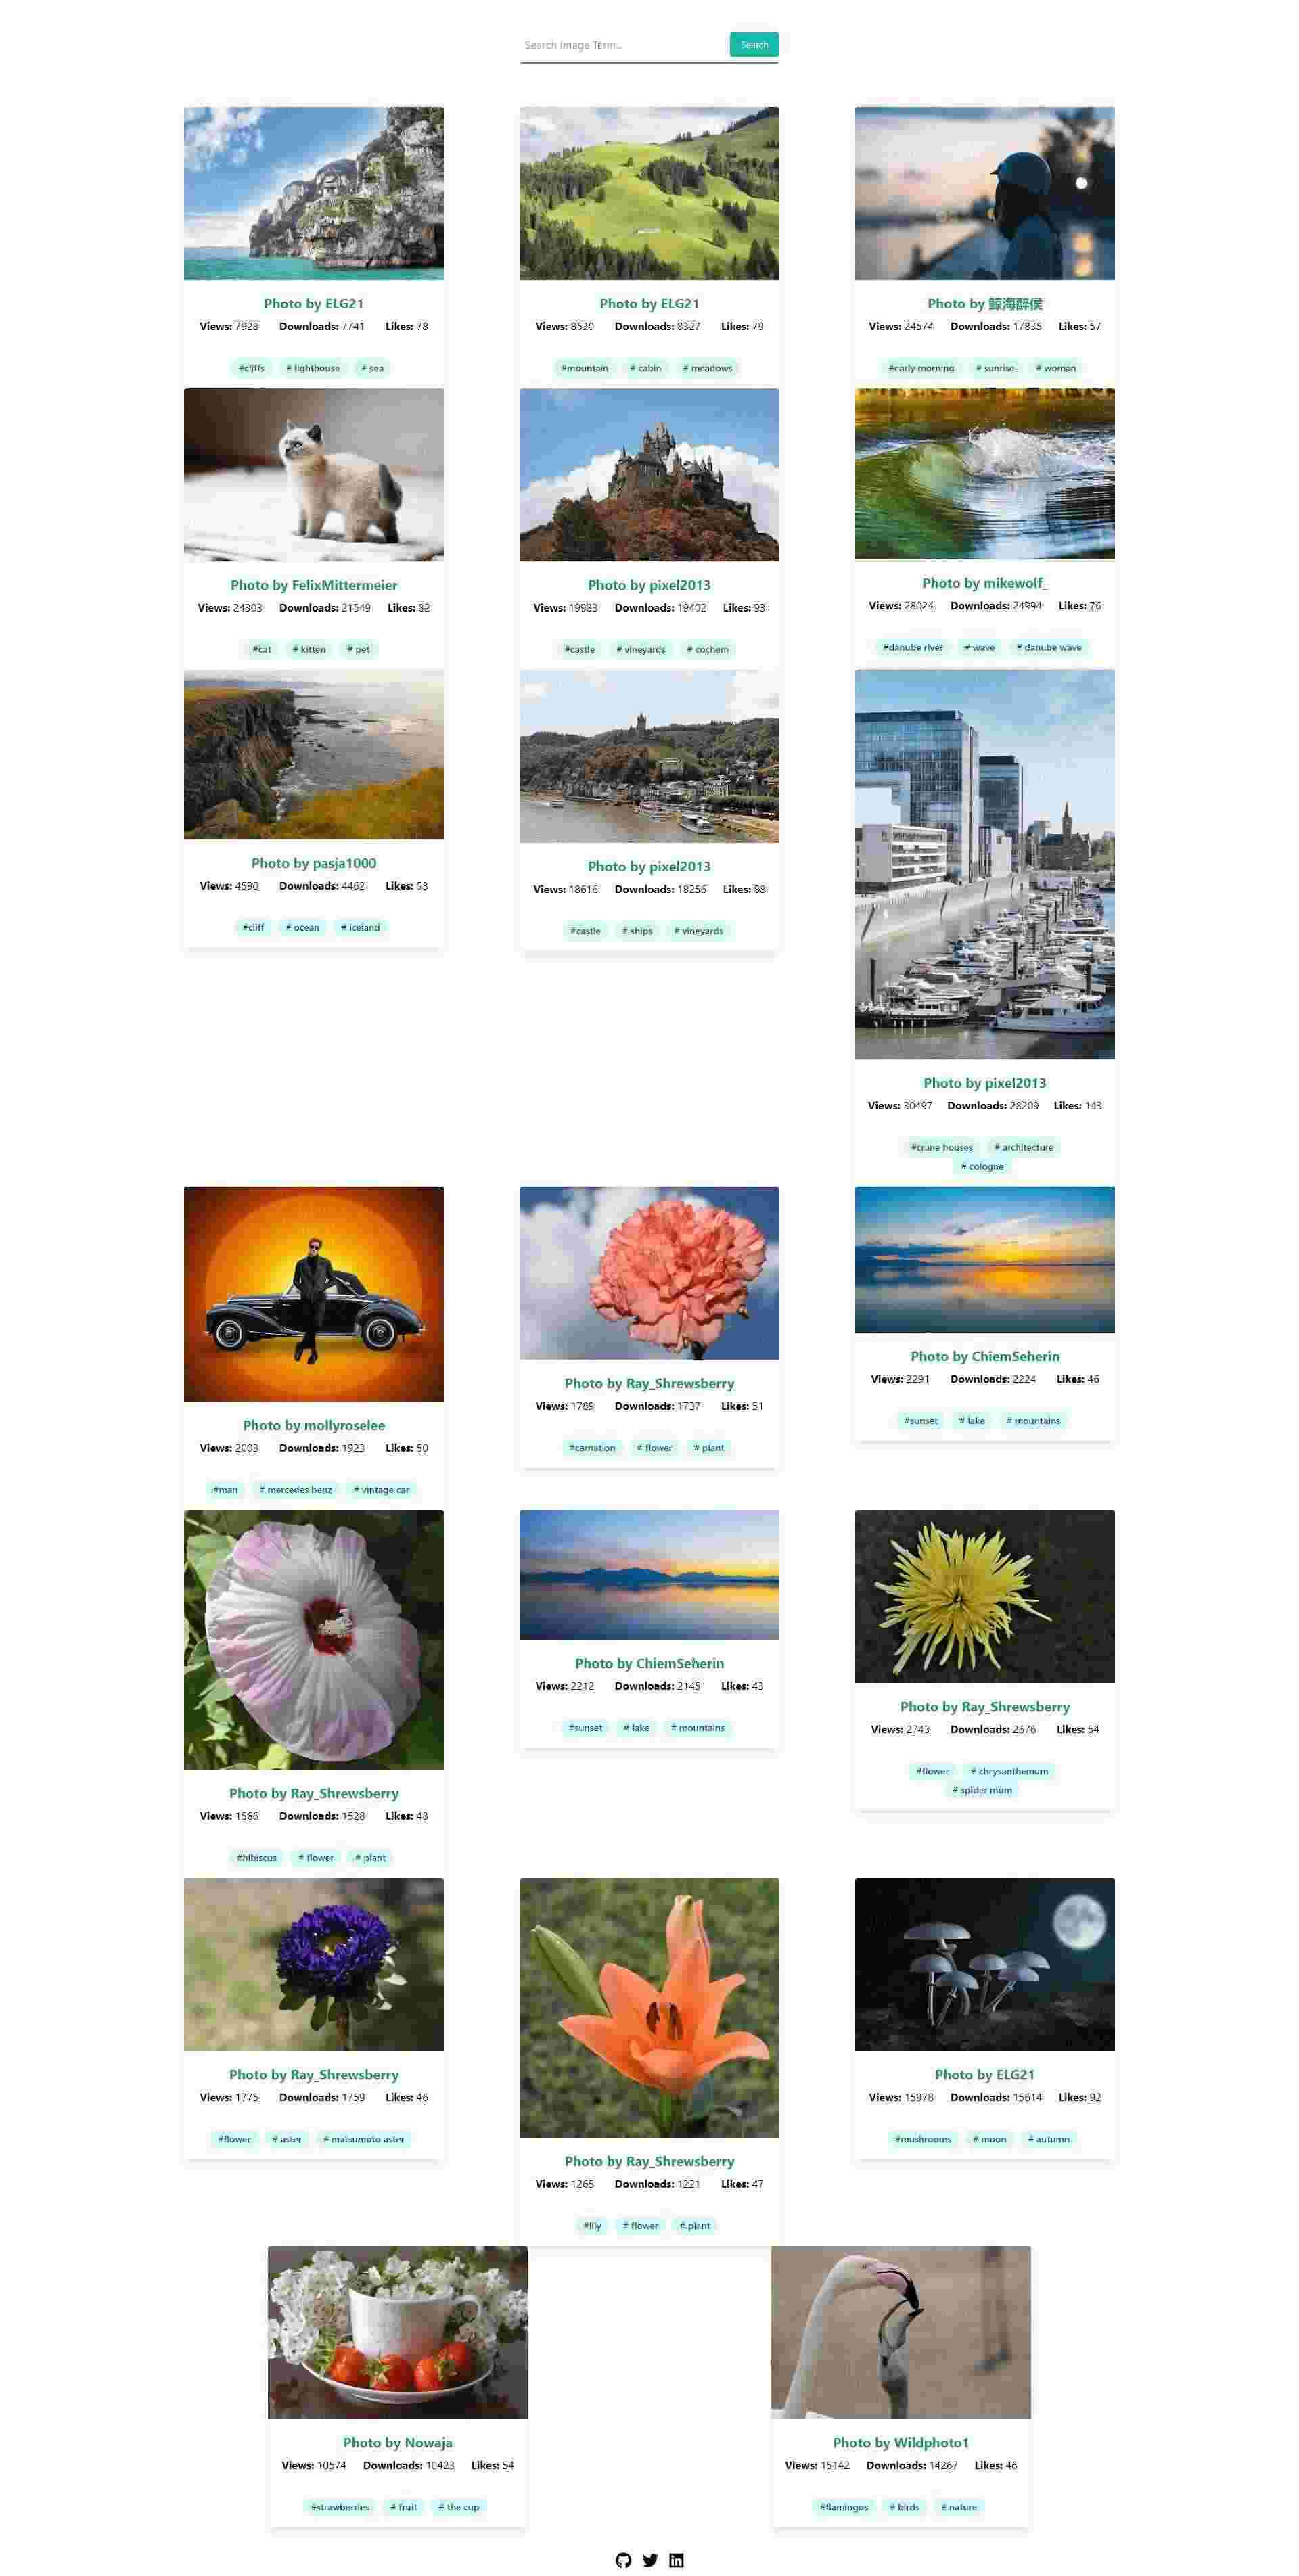 Search Image Term...
Search
Photo by ELG21
Views: 7928 Downloads: 7741 Likes: 78
#cliffs # lighthouse # sea
Photo by ELG21
Views: 8530 Downloads: 8327 Likes: 79
#mountain # cabin # meadows
Photo by 鲸海醉侯
Views: 24574 Downloads: 17835 Likes: 57
#early morning # sunrise # woman
Photo by FelixMittermeier
Views: 24303 Downloads: 21549 Likes: 82
#cat # kitten # pet
Photo by pixel2013
Views: 19983 Downloads: 19402 Likes: 93
#castle # vineyards # cochem
Photo by mikewolf_
Views: 28024 Downloads: 24994 Likes: 76
#danube river # wave # danube wave
Photo by pasja1000
Views: 4590 Downloads: 4462 Likes: 53
#cliff # ocean # iceland
Photo by pixel2013
Views: 18616 Downloads: 18256 Likes: 88
#castle # ships # vineyards
Photo by pixel2013
Views: 30497 Downloads: 28209 Likes: 143
#crane houses # architecture
# cologne
Photo by mollyroselee
Views: 2003 Downloads: 1923 Likes: 50
#man # mercedes benz # vintage car
Photo by Ray_Shrewsberry
Views: 1789 Downloads: 1737 Likes: 51
#carnation # flower # plant
Photo by ChiemSeherin
Views: 2291 Downloads: 2224 Likes: 46
#sunset # lake # mountains
Photo by Ray_Shrewsberry
Views: 1566 Downloads: 1528 Likes: 48
#hibiscus # flower # plant
Photo by ChiemSeherin
Views: 2212 Downloads: 2145 Likes: 43
#sunset # lake # mountains
Photo by Ray_Shrewsberry
Views: 2743 Downloads: 2676 Likes: 54
#flower # chrysanthemum
# spider mum
Photo by Ray_Shrewsberry
Views: 1775 Downloads: 1759 Likes: 46
#flower # aster # matsumoto aster
Photo by Ray_Shrewsberry
Views: 1265 Downloads: 1221 Likes: 47
#lily # flower # plant
Photo by ELG21
Views: 15978 Downloads: 15614 Likes: 92
#mushrooms # moon # autumn
Photo by Nowaja
Views: 10574 Downloads: 10423 Likes: 54
#strawberries # fruit # the cup
Photo by Wildphoto1
Views: 15142 Downloads: 14267 Likes: 46
#flamingos # birds # nature